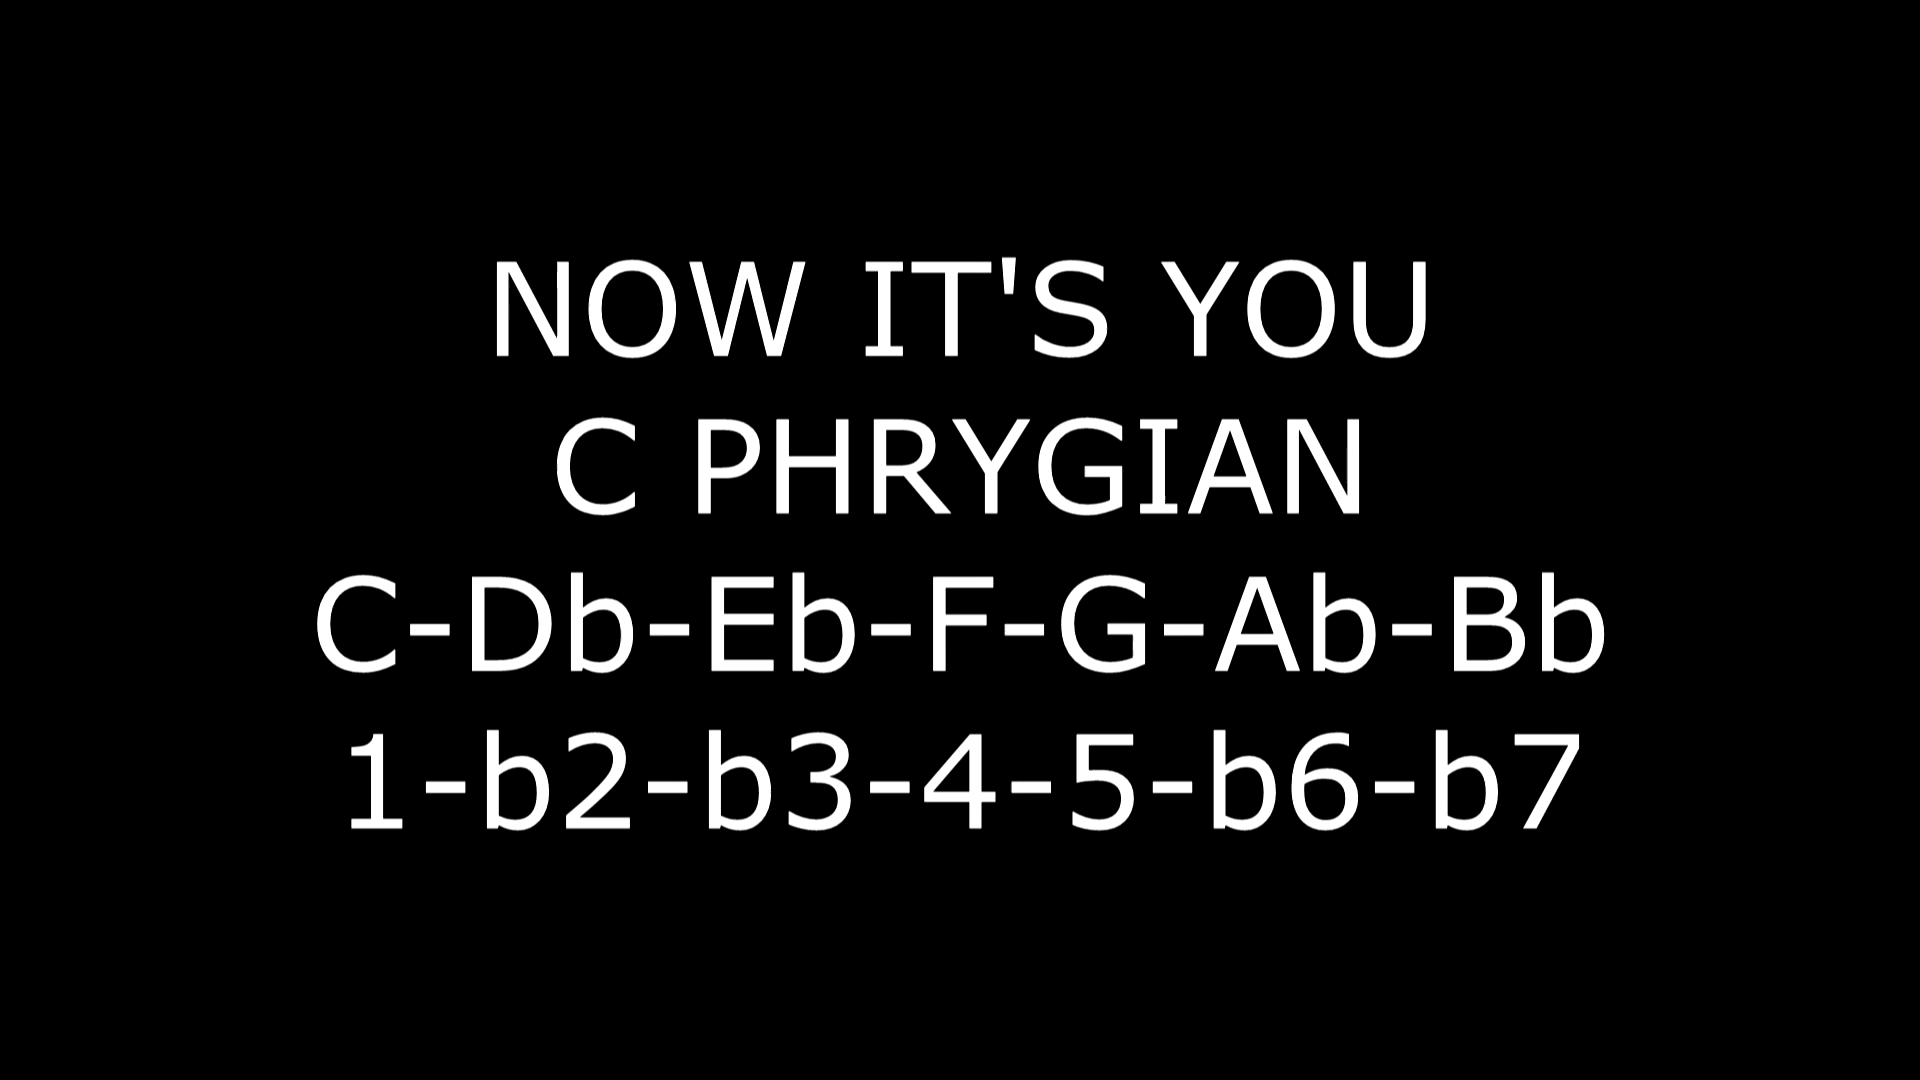 NOW IT'S YOU
C PHRYGIAN
C-Db-Eb-F-G-Ab-Bb
1-b2-b3-4-5-b6-b7